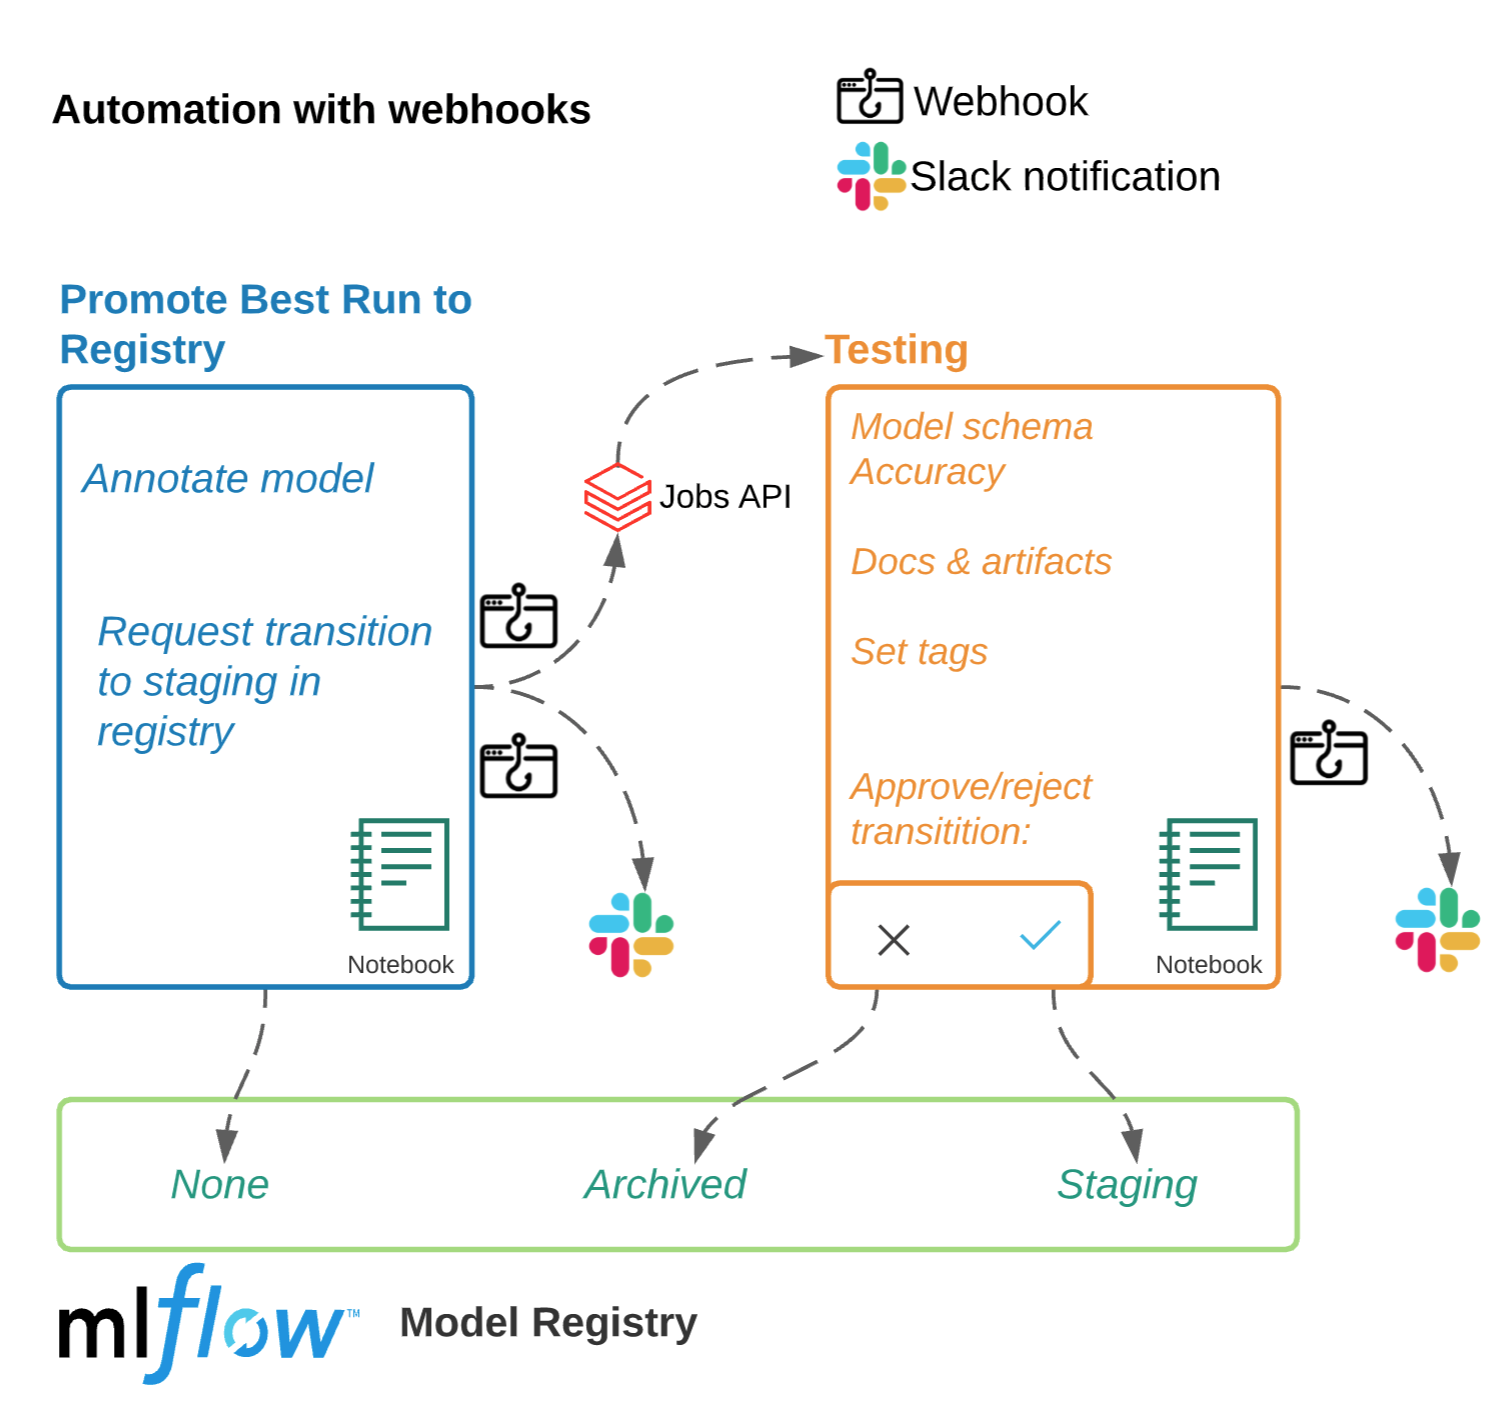 Automation with webhooks
Webhook
Slack notification
Promote Best Run to
Registry
Testing
Annotate model
Request transition
to staging in
registry
Notebook
Jobs API
Model schema
Accuracy
Docs & artifacts
Set tags
Approve/reject
transitition:
Notebook
None
Archived
Staging
mlflow™
Model Registry